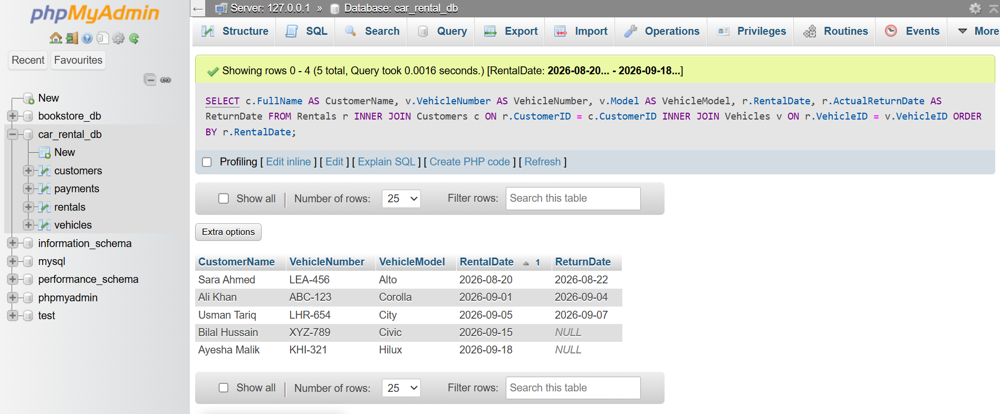 phpMyAdmin
Recent Favourites
New
bookstore_db
car_rental_db
New
customers
payments
rentals
vehicles
information_schema
mysql
performance_schema
phpmyadmin
test
← Server: 127.0.0.1 » Database: car_rental_db
Structure SQL Search Query Export Import Operations Privileges Routines Events More
Showing rows 0 - 4 (5 total, Query took 0.0016 seconds.) [RentalDate: 2026-08-20... - 2026-09-18...]
SELECT c.FullName AS CustomerName, v.VehicleNumber AS VehicleNumber, v.Model AS VehicleModel, r.RentalDate, r.ActualReturnDate AS
ReturnDate FROM Rentals r INNER JOIN Customers c ON r.CustomerID = c.CustomerID INNER JOIN Vehicles v ON r.VehicleID = v.VehicleID ORDER
BY r.RentalDate;
Profiling [ Edit inline ] [ Edit ] [ Explain SQL ] [ Create PHP code ] [ Refresh ]
Show all | Number of rows: 25 Filter rows: Search this table
Extra options
CustomerName VehicleNumber VehicleModel RentalDate 1 ReturnDate
Sara Ahmed LEA-456 Alto 2026-08-20 2026-08-22
Ali Khan ABC-123 Corolla 2026-09-01 2026-09-04
Usman Tariq LHR-654 City 2026-09-05 2026-09-07
Bilal Hussain XYZ-789 Civic 2026-09-15 NULL
Ayesha Malik KHI-321 Hilux 2026-09-18 NULL
Show all | Number of rows: 25 Filter rows: Search this table